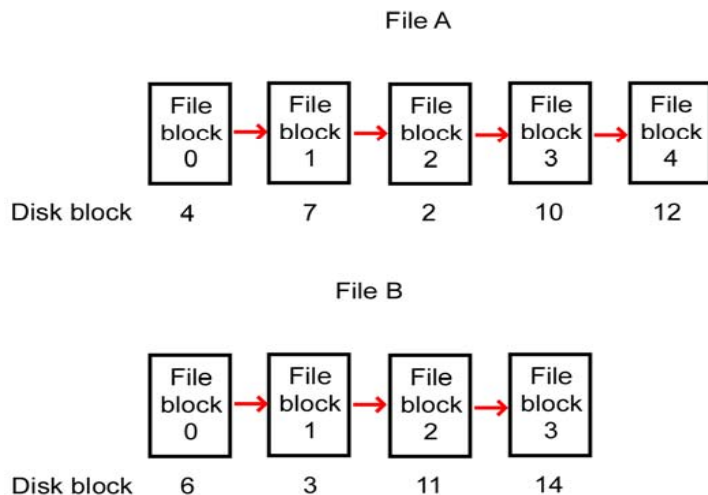 File A
File block 0
File block 1
File block 2
File block 3
File block 4
Disk block 4 7 2 10 12
File B
File block 0
File block 1
File block 2
File block 3
Disk block 6 3 11 14